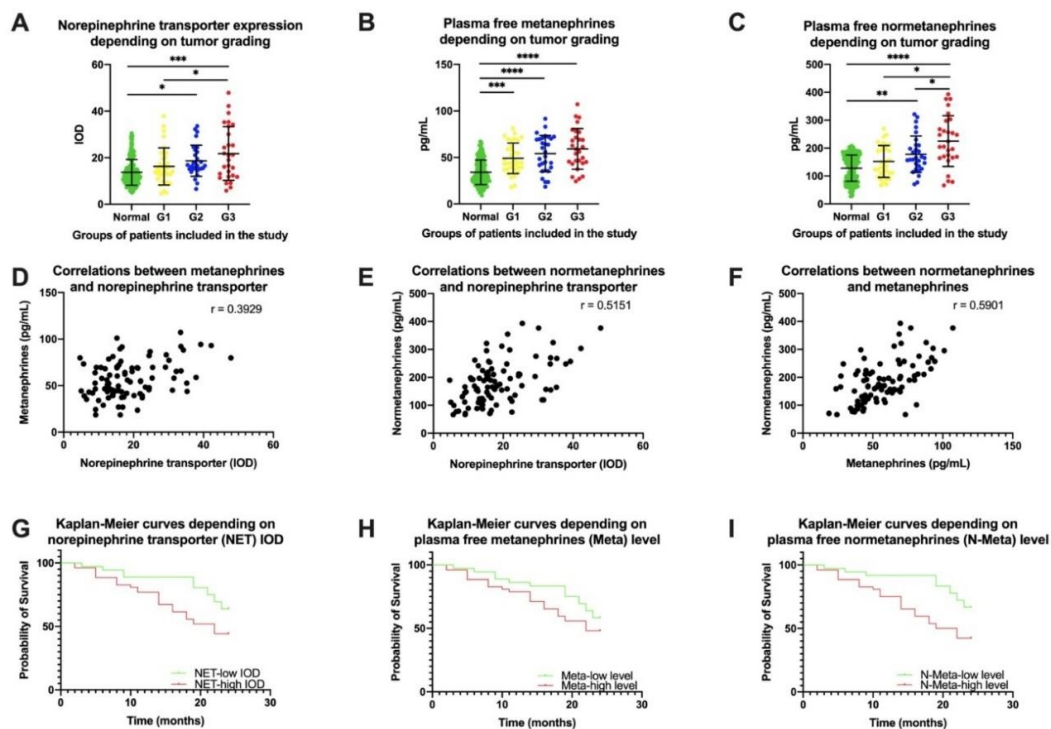 A
Norepinephrine transporter expression
depending on tumor grading
***
*
*
IOD
60
40
20
0
Normal G1 G2 G3
Groups of patients included in the study
B
Plasma free metanephrines
depending on tumor grading
****
****
***
pg/mL
150
100
50
0
Normal G1 G2 G3
Groups of patients included in the study
C
Plasma free normetanephrines
depending on tumor grading
****
*
*
**
pg/mL
500
400
300
200
100
0
Normal G1 G2 G3
Groups of patients included in the study
D
Correlations between metanephrines
and norepinephrine transporter
r = 0.3929
Metanephrines (pg/mL)
150
100
50
0
0 20 40 60
Norepinephrine transporter (IOD)
E
Correlations between normetanephrines
and norepinephrine transporter
r = 0.5151
Normetanephrines (pg/mL)
500
400
300
200
100
0
0 20 40 60
Norepinephrine transporter (IOD)
F
Correlations between normetanephrines
and metanephrines
r = 0.5901
Normetanephrines (pg/mL)
500
400
300
200
100
0
0 50 100 150
Metanephrines (pg/mL)
G
Kaplan-Meier curves depending on
norepinephrine transporter (NET) IOD
Probability of Survival
100
50
0
NET-low IOD
NET-high IOD
0 10 20 30
Time (months)
H
Kaplan-Meier curves depending on
plasma free metanephrines (Meta) level
Probability of Survival
100
50
0
Meta-low level
Meta-high level
0 10 20 30
Time (months)
I
Kaplan-Meier curves depending on
plasma free normetanephrines (N-Meta) level
Probability of Survival
100
50
0
N-Meta-low level
N-Meta-high level
0 10 20 30
Time (months)